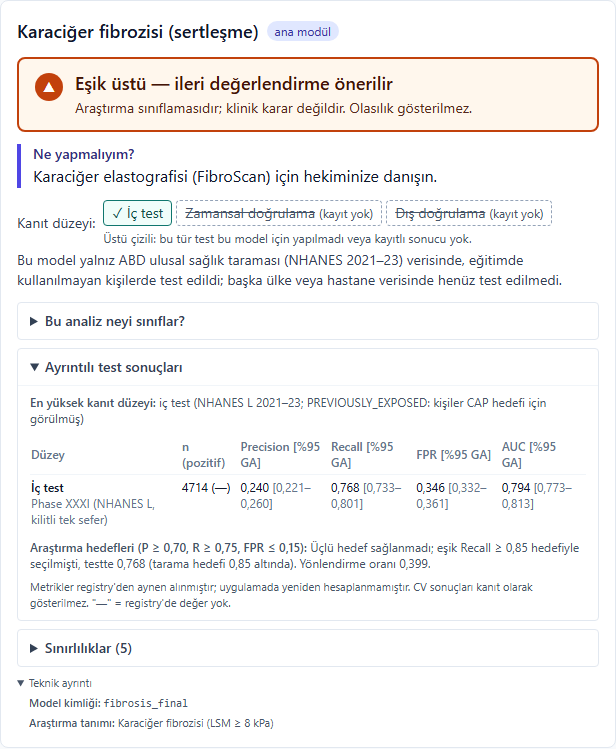 Karaciğer fibrozisi (sertleşme) ana modül
Eşik üstü — ileri değerlendirme önerilir
Araştırma sınıflamasıdır; klinik karar değildir. Olasılık gösterilmez.
Ne yapmalıyım?
Karaciğer elastografisi (FibroScan) için hekiminize danışın.
Kanıt düzeyi: ✓ İç test Zamansal doğrulama (kayıt yok) Dış doğrulama (kayıt yok)
Üstü çizili: bu tür test bu model için yapılmadı veya kayıtlı sonucu yok.
Bu model yalnız ABD ulusal sağlık taraması (NHANES 2021–23) verisinde, eğitimde
kullanılmayan kişilerde test edildi; başka ülke veya hastane verisinde henüz test edilmedi.
▶ Bu analiz neyi sınıflar?
▼ Ayrıntılı test sonuçları
En yüksek kanıt düzeyi: iç test (NHANES L 2021–23; PREVIOUSLY_EXPOSED: kişiler CAP hedefi için
görülmüş)
Düzey n (pozitif) Precision [%95 GA] Recall [%95 GA] FPR [%95 GA] AUC [%95 GA]
İç test 4714 (—) 0,240 [0,221–0,260] 0,768 [0,733–0,801] 0,346 [0,332–0,361] 0,794 [0,773–0,813]
Phase XXXI (NHANES L,
kilitli tek sefer)
Araştırma hedefleri (P ≥ 0,70, R ≥ 0,75, FPR ≤ 0,15): Üçlü hedef sağlanmadı; eşik Recall ≥ 0,85 hedefiyle
seçilmişti, testte 0,768 (tarama hedefi 0,85 altında). Yönlendirme oranı 0,399.
Metrikler registry'den aynen alınmıştır; uygulamada yeniden hesaplanmamıştır. CV sonuçları kanıt olarak
gösterilmez. "—" = registry'de değer yok.
▶ Sınırlılıklar (5)
▼ Teknik ayrıntı
Model kimliği: fibrosis_final
Araştırma tanımı: Karaciğer fibrozisi (LSM ≥ 8 kPa)